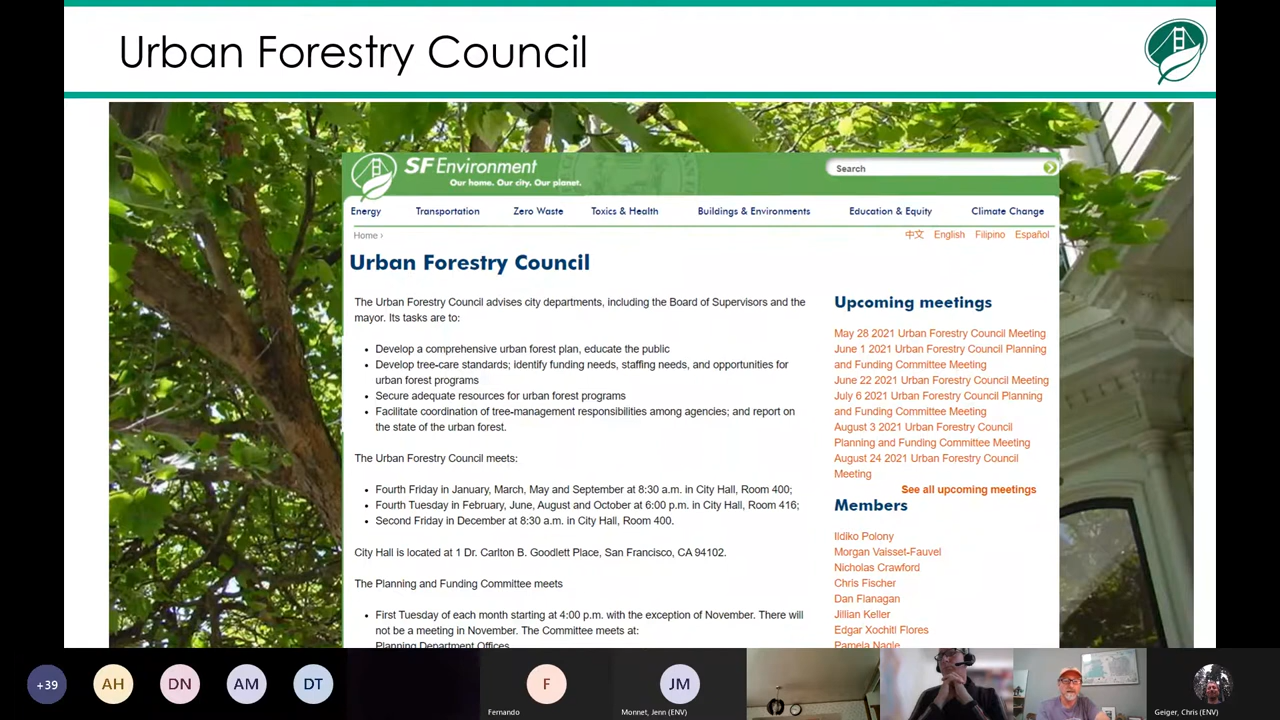 Urban Forestry Council
SF Environment
Our home. Our city. Our planet.
Search
Energy
Transportation
Zero Waste
Toxics & Health
Buildings & Environments
Education & Equity
Climate Change
Home ›
中文 English Filipino Español
Urban Forestry Council
The Urban Forestry Council advises city departments, including the Board of Supervisors and the
mayor. Its tasks are to:
• Develop a comprehensive urban forest plan, educate the public
• Develop tree-care standards; identify funding needs, staffing needs, and opportunities for
urban forest programs
• Secure adequate resources for urban forest programs
• Facilitate coordination of tree-management responsibilities among agencies; and report on
the state of the urban forest.
The Urban Forestry Council meets:
• Fourth Friday in January, March, May and September at 8:30 a.m. in City Hall, Room 400;
• Fourth Tuesday in February, June, August and October at 6:00 p.m. in City Hall, Room 416;
• Second Friday in December at 8:30 a.m. in City Hall, Room 400.
City Hall is located at 1 Dr. Carlton B. Goodlett Place, San Francisco, CA 94102.
The Planning and Funding Committee meets
• First Tuesday of each month starting at 4:00 p.m. with the exception of November. There will
not be a meeting in November. The Committee meets at:
Planning Department Offices
Upcoming meetings
May 28 2021 Urban Forestry Council Meeting
June 1 2021 Urban Forestry Council Planning
and Funding Committee Meeting
June 22 2021 Urban Forestry Council Meeting
July 6 2021 Urban Forestry Council Planning
and Funding Committee Meeting
August 3 2021 Urban Forestry Council
Planning and Funding Committee Meeting
August 24 2021 Urban Forestry Council
Meeting
See all upcoming meetings
Members
Ildiko Polony
Morgan Vaisset-Fauvel
Nicholas Crawford
Chris Fischer
Dan Flanagan
Jillian Keller
Edgar Xochitl Flores
Pamela Nagle
+39
AH
DN
AM
DT
F
Fernando
JM
Monnet, Jenn (ENV)
Geiger, Chris (ENV)